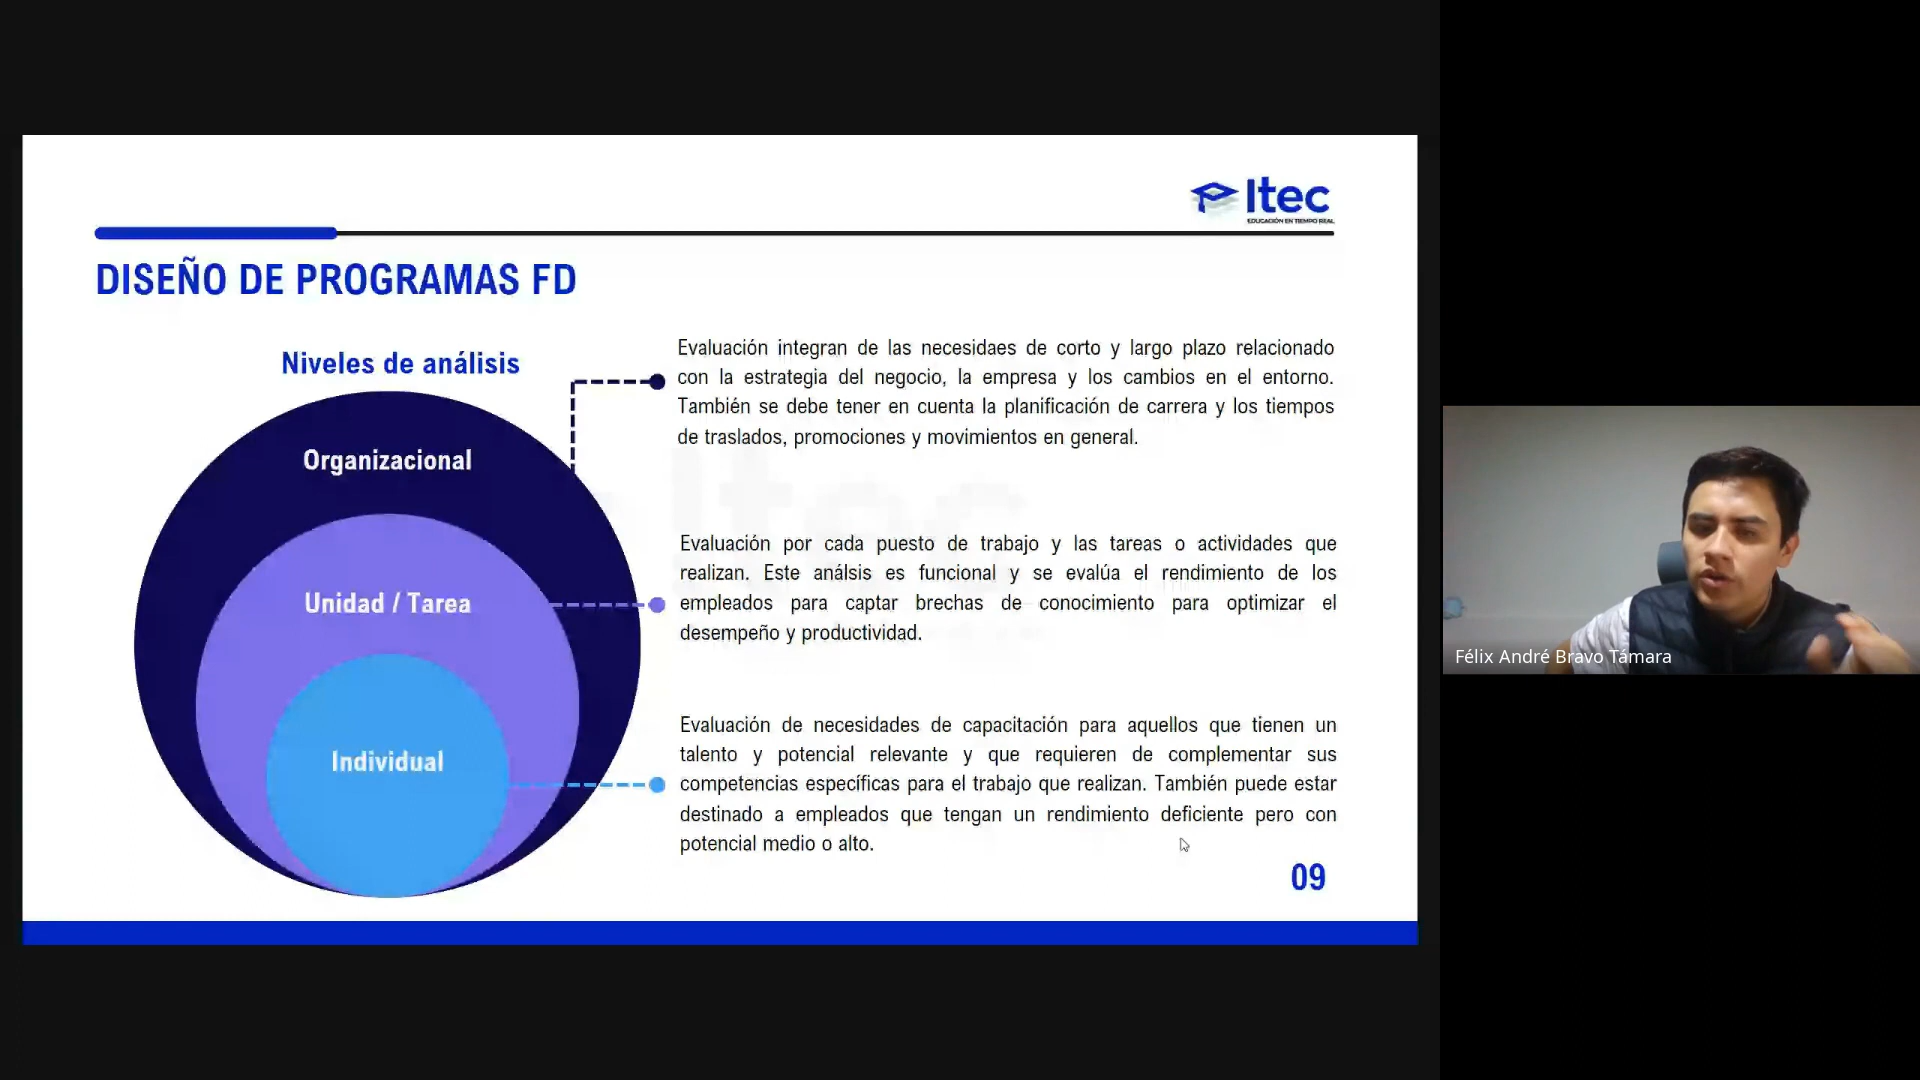 Itec
EDUCACIÓN EN TIEMPO REAL
DISEÑO DE PROGRAMAS FD
Niveles de análisis
Organizacional
Unidad / Tarea
Individual
Evaluación integran de las necesidaes de corto y largo plazo relacionado
con la estrategia del negocio, la empresa y los cambios en el entorno.
También se debe tener en cuenta la planificación de carrera y los tiempos
de traslados, promociones y movimientos en general.
Evaluación por cada puesto de trabajo y las tareas o actividades que
realizan. Este análsis es funcional y se evalúa el rendimiento de los
empleados para captar brechas de conocimiento para optimizar el
desempeño y productividad.
Evaluación de necesidades de capacitación para aquellos que tienen un
talento y potencial relevante y que requieren de complementar sus
competencias específicas para el trabajo que realizan. También puede estar
destinado a empleados que tengan un rendimiento deficiente pero con
potencial medio o alto.
09
Félix André Bravo Támara